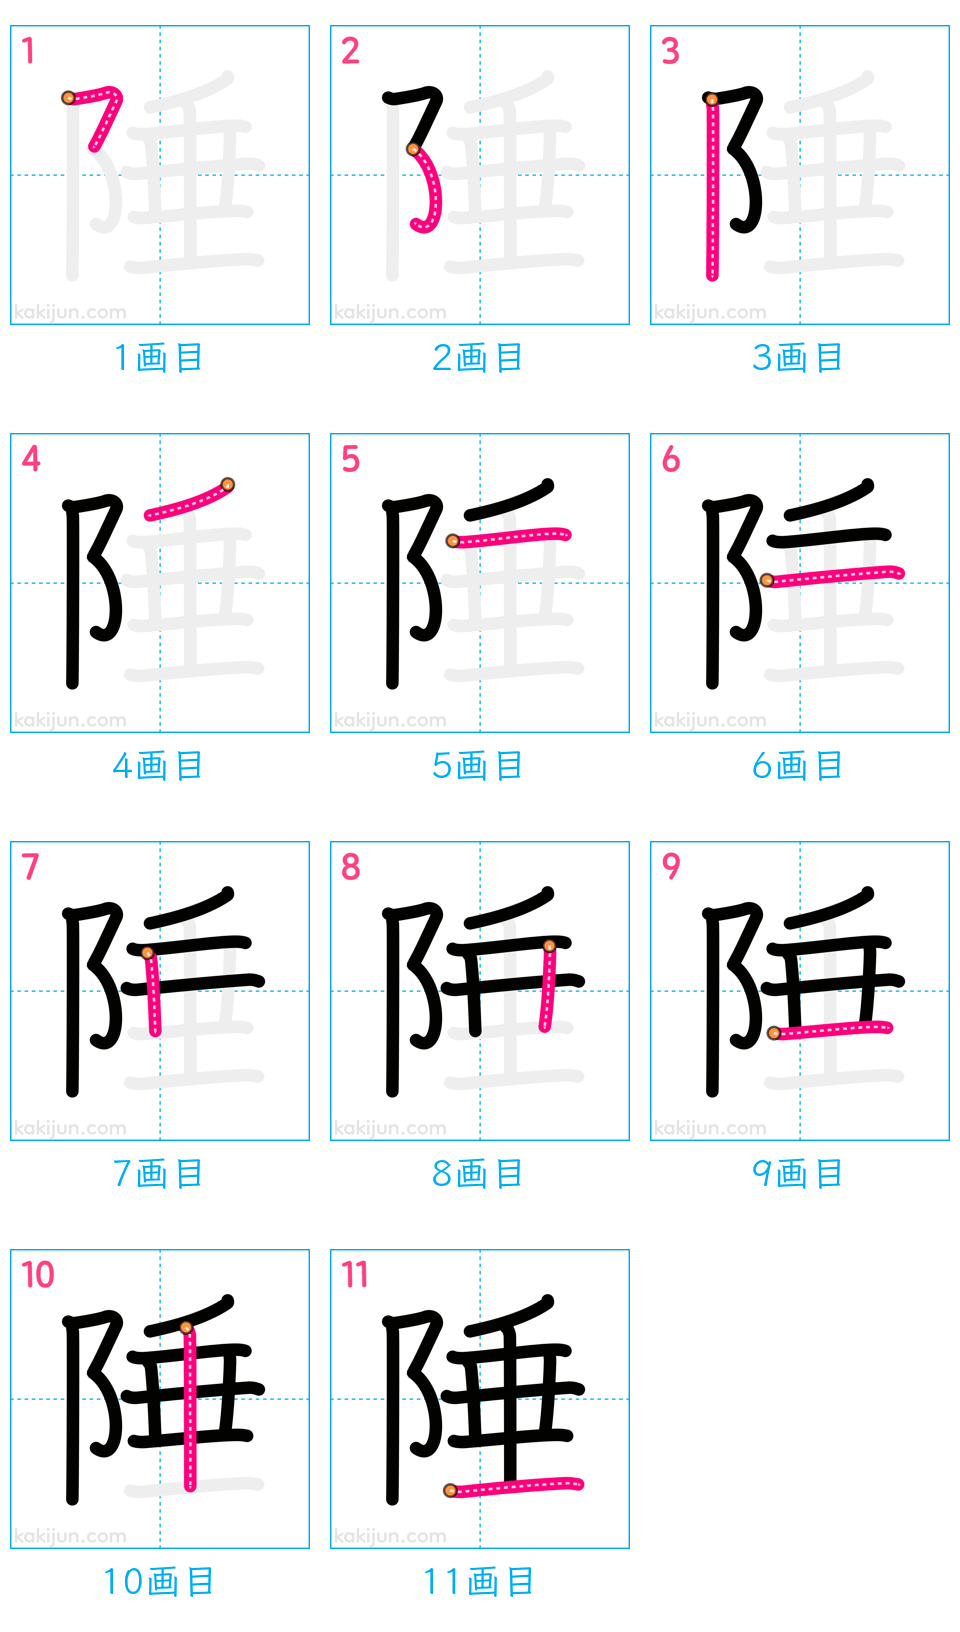 1 2 3
kakijun.com kakijun.com kakijun.com
1画目 2画目 3画目
4 5 6
kakijun.com kakijun.com kakijun.com
4画目 5画目 6画目
7 8 9
kakijun.com kakijun.com kakijun.com
7画目 8画目 9画目
10 11
陲 陲
kakijun.com kakijun.com
10画目 11画目